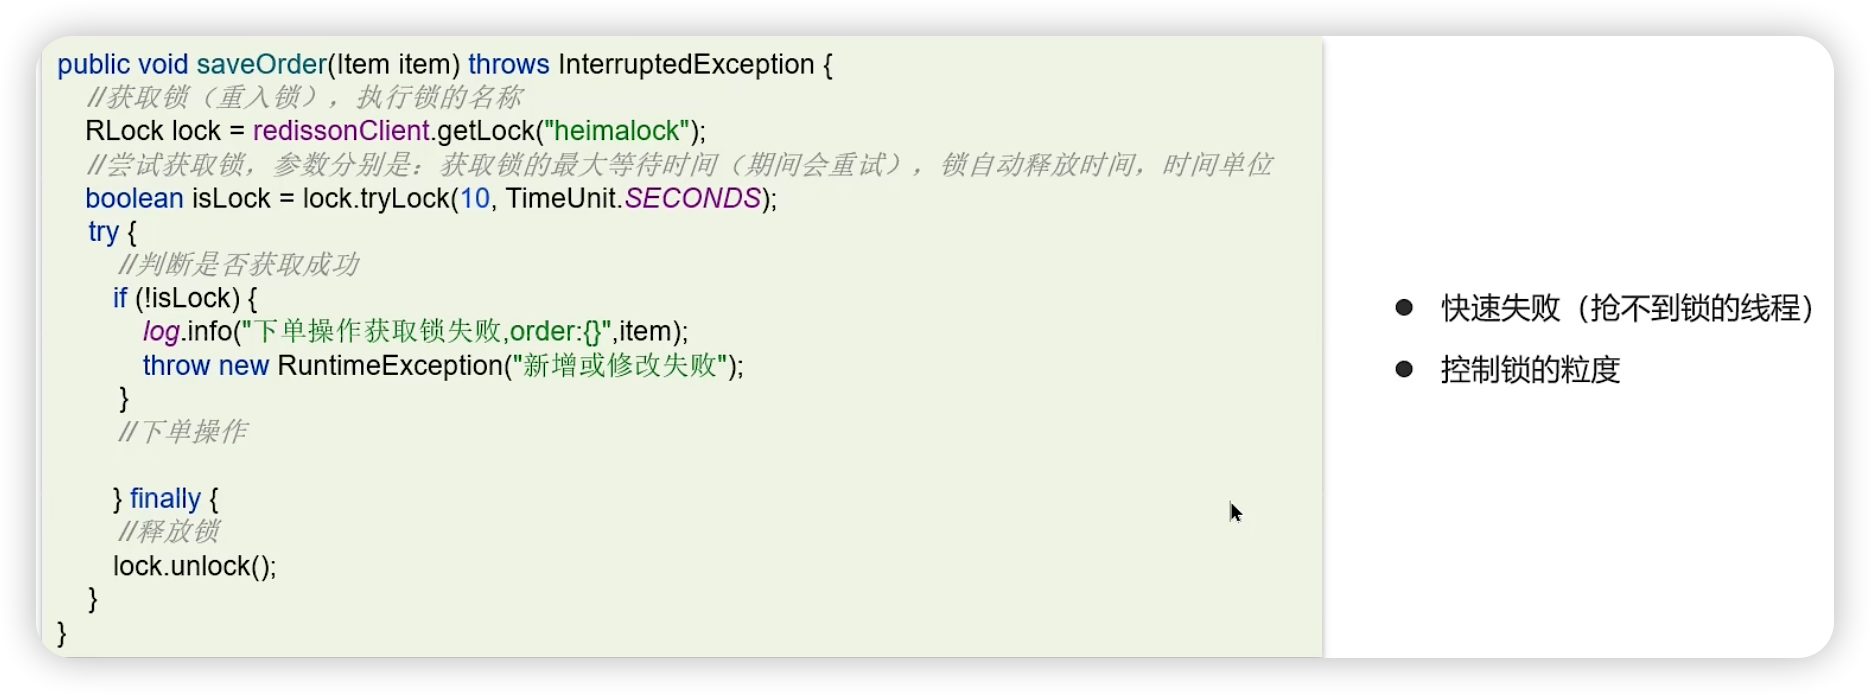 public void saveOrder(Item item) throws InterruptedException {
//获取锁（重入锁），执行锁的名称
RLock lock = redissonClient.getLock("heimalock");
//尝试获取锁，参数分别是：获取锁的最大等待时间（期间会重试），锁自动释放时间，时间单位
boolean isLock = lock.tryLock(10, TimeUnit.SECONDS);
try {
//判断是否获取成功
if (!isLock) {
log.info("下单操作获取锁失败,order:{}",item);
throw new RuntimeException("新增或修改失败");
}
//下单操作
} finally {
//释放锁
lock.unlock();
}
}
● 快速失败（抢不到锁的线程）
● 控制锁的粒度